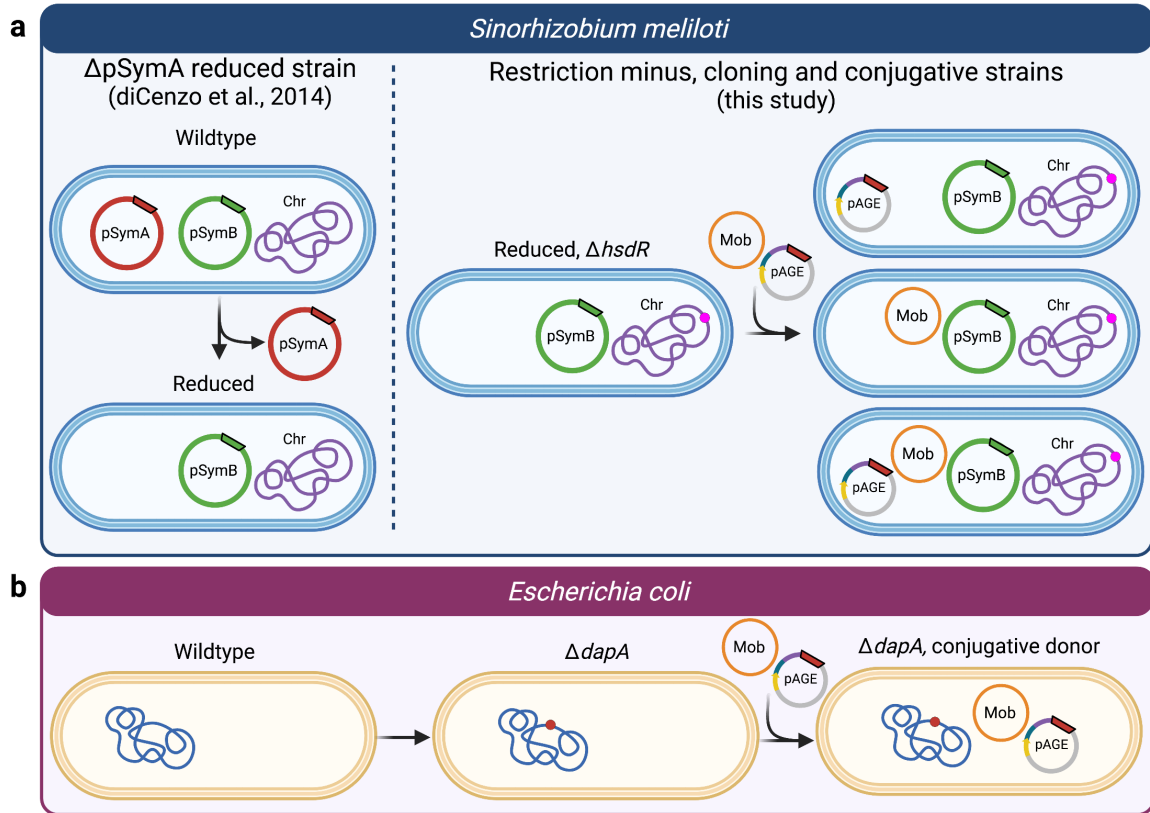 a
Sinorhizobium meliloti
ΔpSymA reduced strain
(diCenzo et al., 2014)
Wildtype
pSymA
pSymB
Chr
pSymA
Reduced
pSymB
Chr
Restriction minus, cloning and conjugative strains
(this study)
Reduced, ΔhsdR
pSymB
Chr
Mob
pAGE
pAGE
pSymB
Chr
Mob
pSymB
Chr
pAGE
Mob
pSymB
Chr
b
Escherichia coli
Wildtype
ΔdapA
Mob
pAGE
ΔdapA, conjugative donor
Mob
pAGE